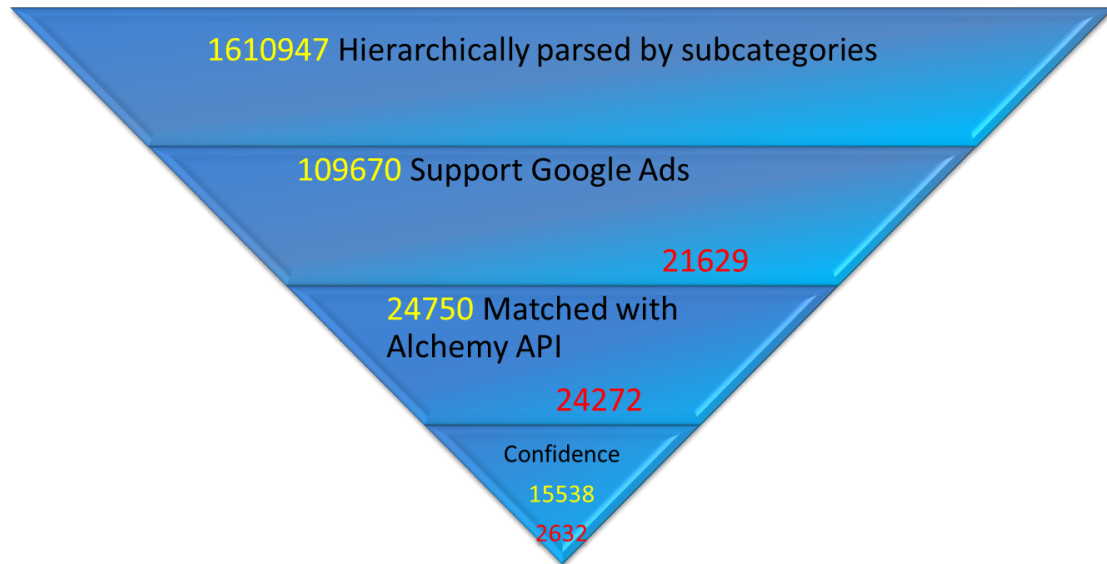 1610947 Hierarchically parsed by subcategories
109670 Support Google Ads
21629
24750 Matched with
Alchemy API
24272
Confidence
15538
2632